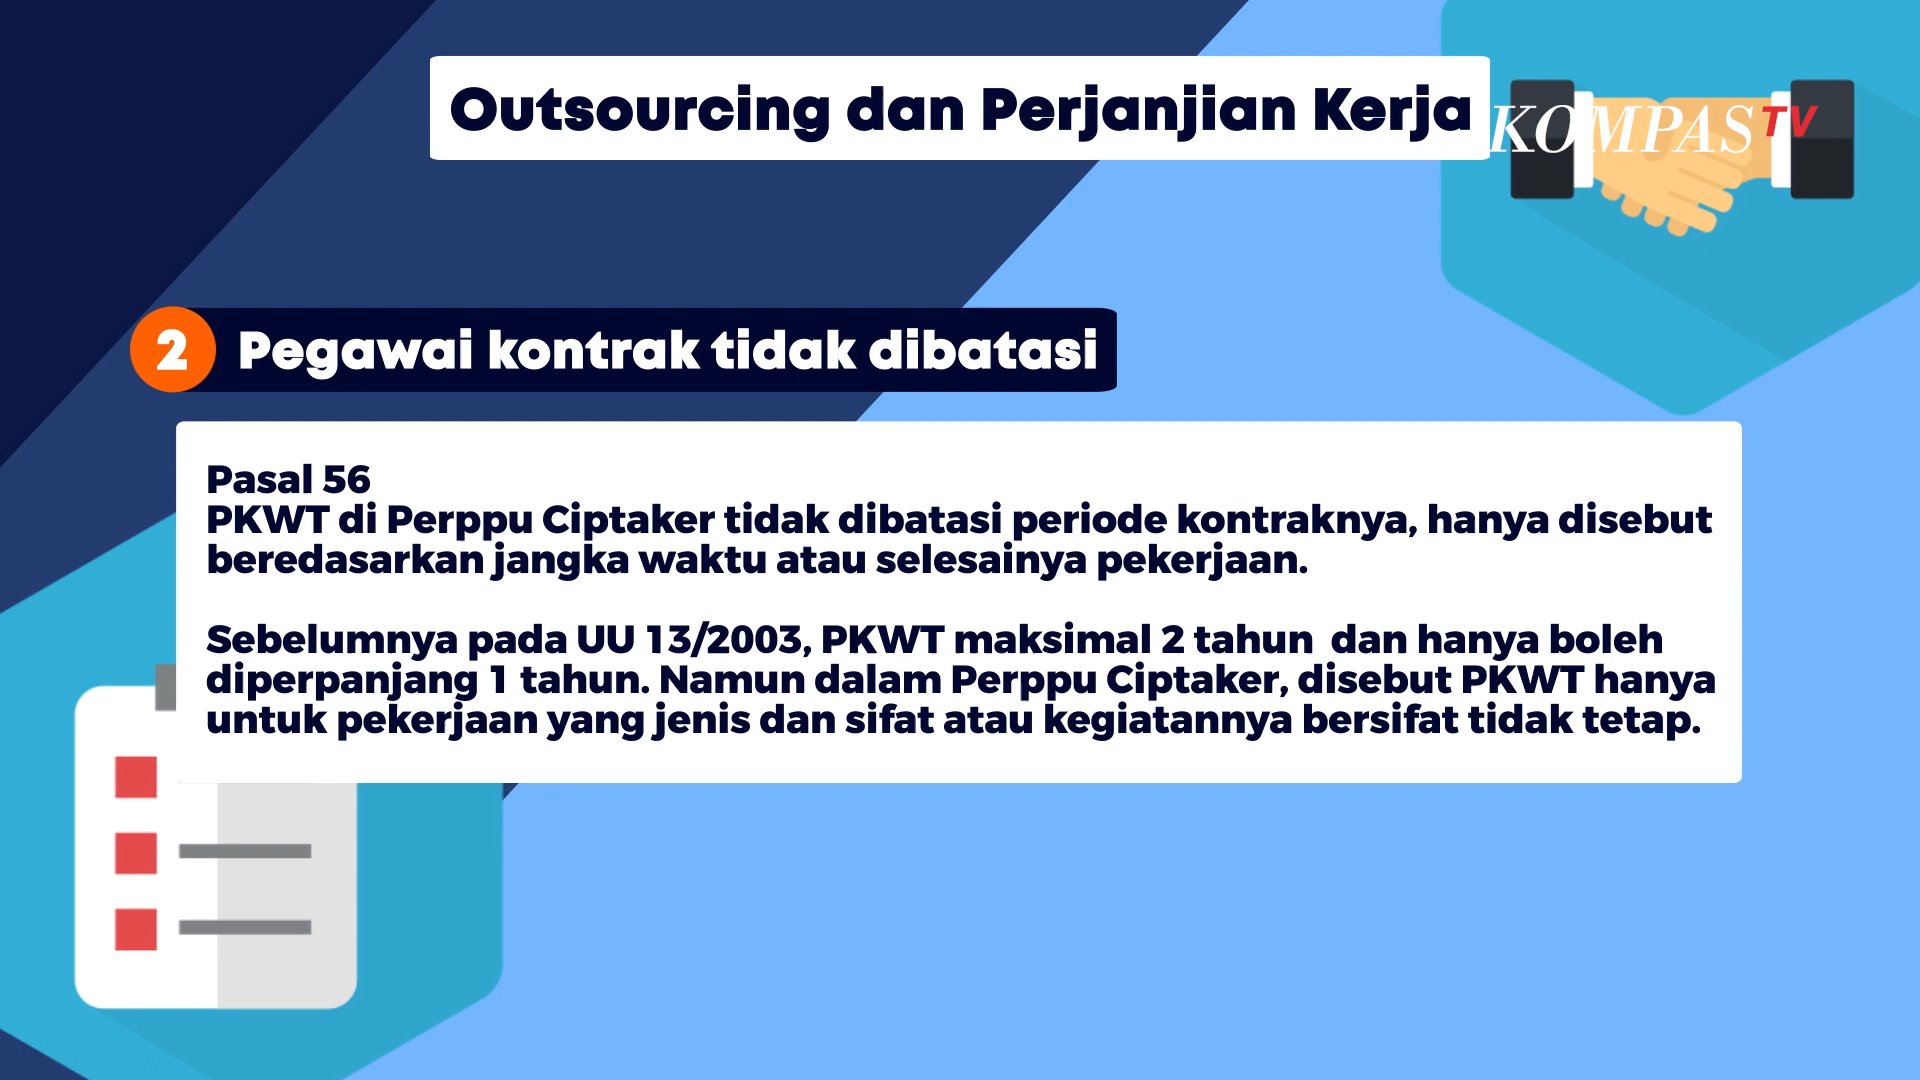 Outsourcing dan Perjanjian Kerja
KOMPAS TV
2 Pegawai kontrak tidak dibatasi
Pasal 56
PKWT di Perppu Ciptaker tidak dibatasi periode kontraknya, hanya disebut
beredasarkan jangka waktu atau selesainya pekerjaan.
Sebelumnya pada UU 13/2003, PKWT maksimal 2 tahun dan hanya boleh
diperpanjang 1 tahun. Namun dalam Perppu Ciptaker, disebut PKWT hanya
untuk pekerjaan yang jenis dan sifat atau kegiatannya bersifat tidak tetap.